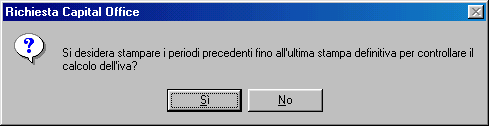 Richiesta Capital Office
Si desidera stampare i periodi precedenti fino all'ultima stampa definitiva per controllare il
calcolo dell'iva?
Sì
No